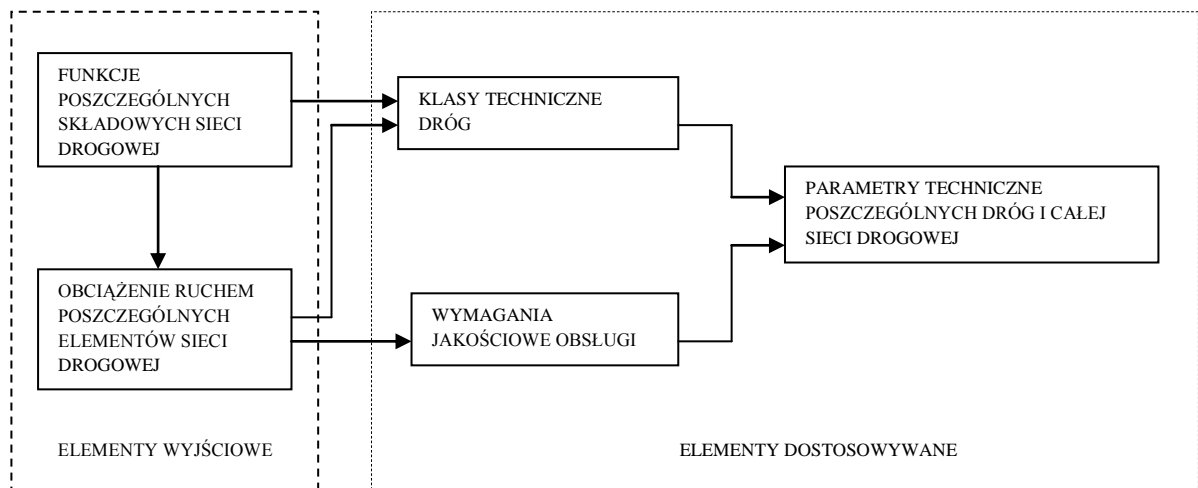 FUNKCJE
POSZCZEGÓLNYCH
SKŁADOWYCH SIECI
DROGOWEJ
KLASY TECHNICZNE
DRÓG
PARAMETRY TECHNICZNE
POSZCZEGÓLNYCH DRÓG I CAŁEJ
SIECI DROGOWEJ
OBCIĄŻENIE RUCHEM
POSZCZEGÓLNYCH
ELEMENTÓW SIECI
DROGOWEJ
WYMAGANIA
JAKOŚCIOWE OBSŁUGI
ELEMENTY WYJŚCIOWE
ELEMENTY DOSTOSOWYWANE